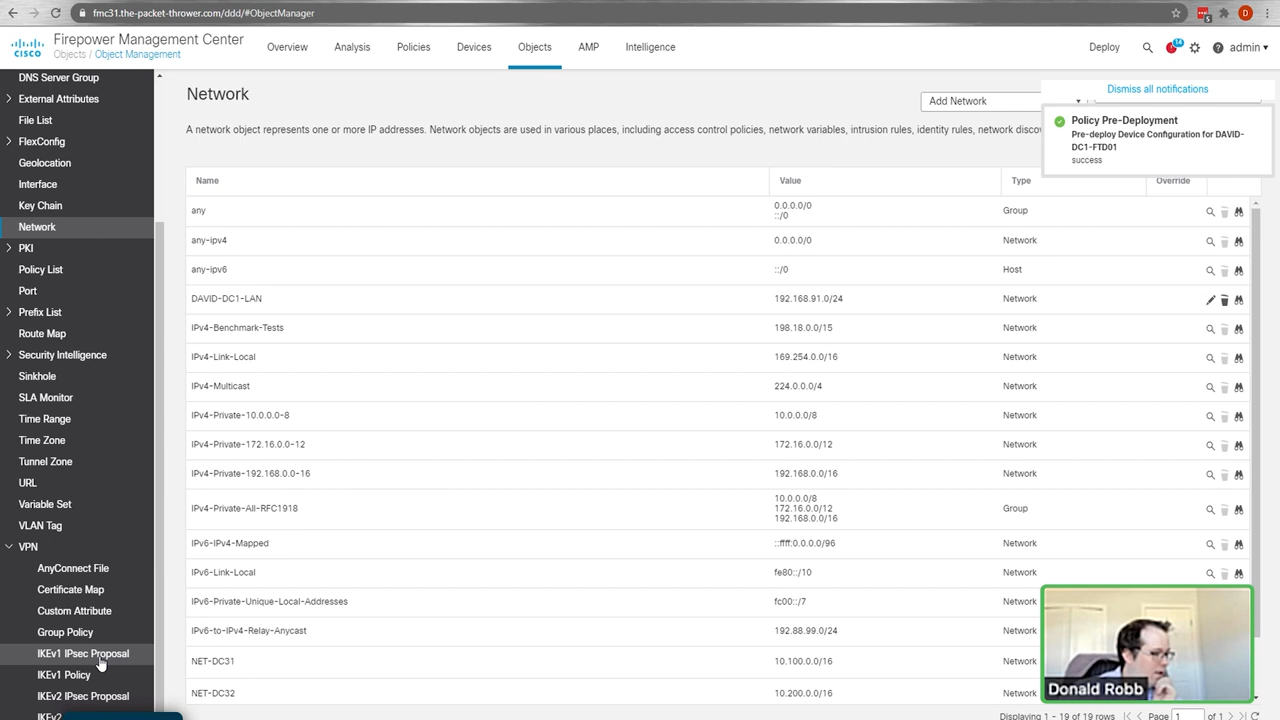 fmc31.the-packet-thrower.com/ddd/#ObjectManager
5
D
CISCO
Firepower Management Center
Objects / Object Management
Overview
Analysis
Policies
Devices
Objects
AMP
Intelligence
Deploy
14
admin
DNS Server Group
External Attributes
File List
FlexConfig
Geolocation
Interface
Key Chain
Network
PKI
Policy List
Port
Prefix List
Route Map
Security Intelligence
Sinkhole
SLA Monitor
Time Range
Time Zone
Tunnel Zone
URL
Variable Set
VLAN Tag
VPN
AnyConnect File
Certificate Map
Custom Attribute
Group Policy
IKEv1 IPsec Proposal
IKEv1 Policy
IKEv2 IPsec Proposal
IKEv2
Network
Add Network
Dismiss all notifications
Policy Pre-Deployment
Pre-deploy Device Configuration for DAVID-
DC1-FTD01
success
A network object represents one or more IP addresses. Network objects are used in various places, including access control policies, network variables, intrusion rules, identity rules, network disco
Name Value Type Override
any 0.0.0.0/0 Group
::/0
any-ipv4 0.0.0.0/0 Network
any-ipv6 ::/0 Host
DAVID-DC1-LAN 192.168.91.0/24 Network
IPv4-Benchmark-Tests 198.18.0.0/15 Network
IPv4-Link-Local 169.254.0.0/16 Network
IPv4-Multicast 224.0.0.0/4 Network
IPv4-Private-10.0.0.0-8 10.0.0.0/8 Network
IPv4-Private-172.16.0.0-12 172.16.0.0/12 Network
IPv4-Private-192.168.0.0-16 192.168.0.0/16 Network
10.0.0.0/8
IPv4-Private-All-RFC1918 172.16.0.0/12 Group
192.168.0.0/16
IPv6-IPv4-Mapped ::ffff:0.0.0.0/96 Network
IPv6-Link-Local fe80::/10 Network
IPv6-Private-Unique-Local-Addresses fc00::/7 Network
IPv6-to-IPv4-Relay-Anycast 192.88.99.0/24 Network
NET-DC31 10.100.0.0/16 Network
NET-DC32 10.200.0.0/16 Network
Donald Robb
Displaying 1 - 19 of 19 rows Page 1 of 1